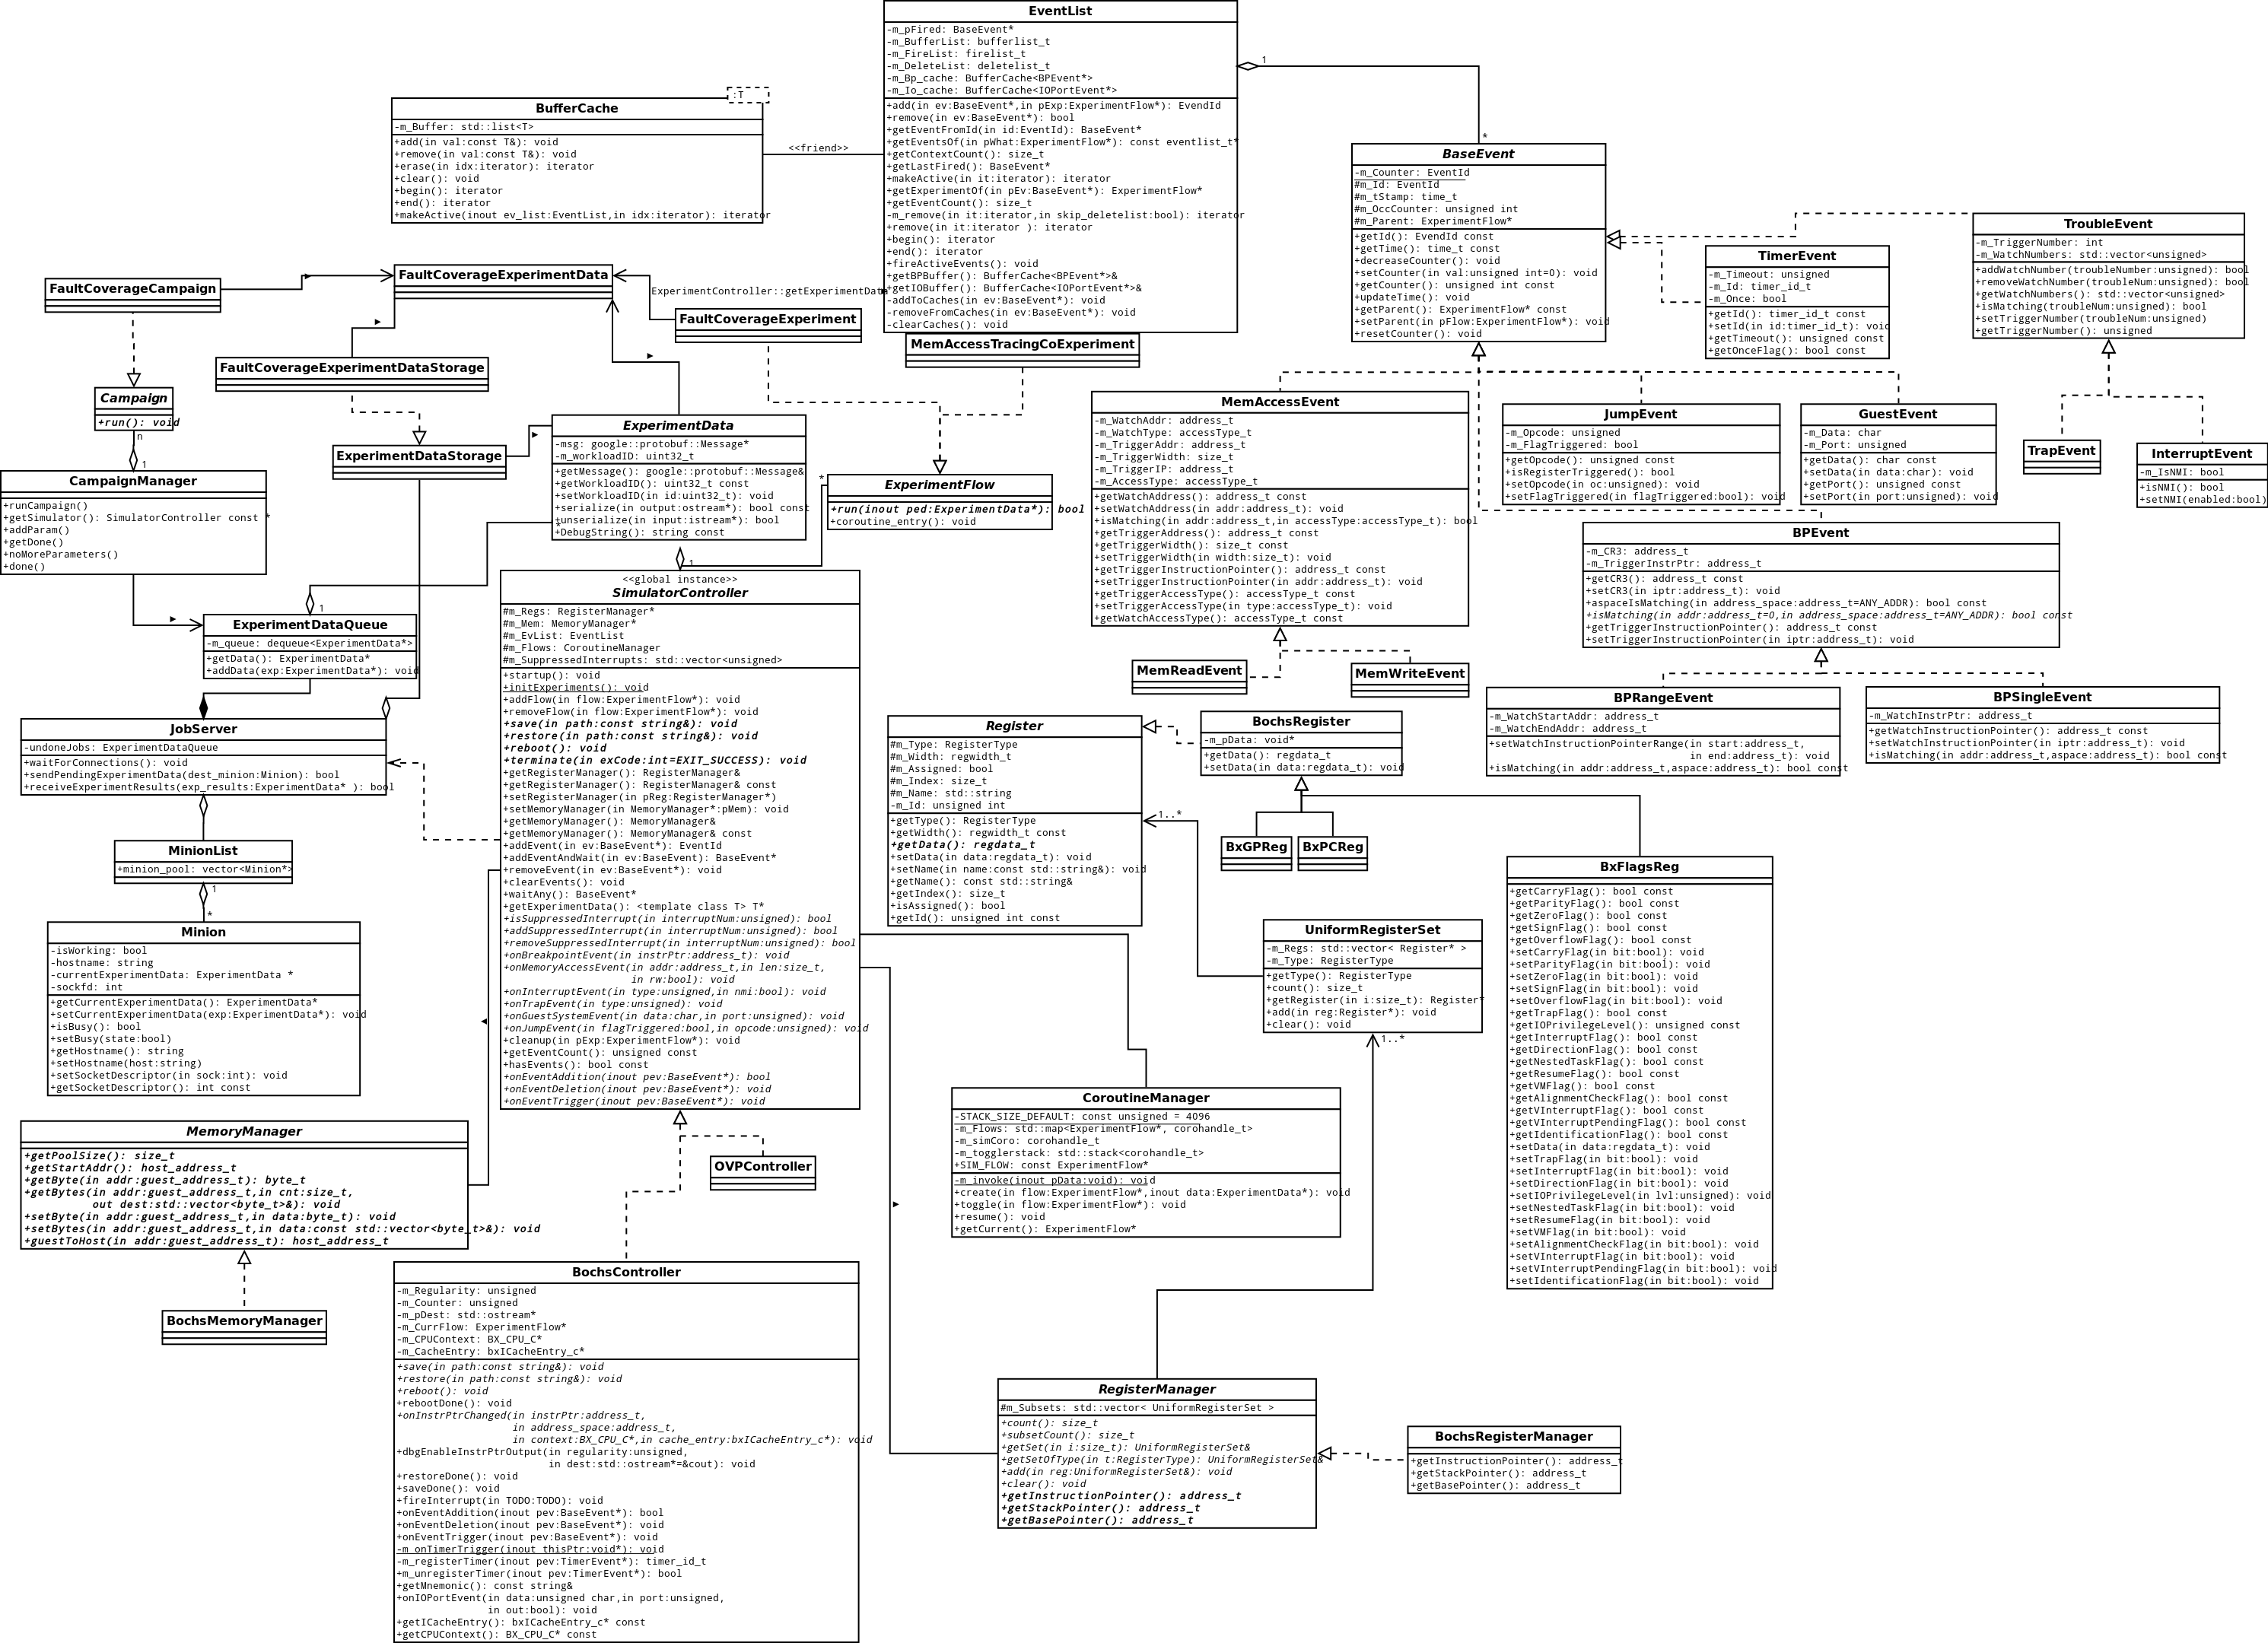 EventList
-m_pFired: BaseEvent*
-m_BufferList: bufferlist_t
-m_FireList: firelist_t
-m_DeleteList: deletelist_t
-m_Bp_cache: BufferCache<BPEvent*>
-m_Io_cache: BufferCache<IOPortEvent*>
+add(in ev:BaseEvent*,in pExp:ExperimentFlow*): EvendId
+remove(in ev:BaseEvent*): bool
+getEventFromId(in id:EventId): BaseEvent*
+getEventsOf(in pWhat:ExperimentFlow*): const eventlist_t*
+getContextCount(): size_t
+getLastFired(): BaseEvent*
+makeActive(in it:iterator): iterator
+getExperimentOf(in pEv:BaseEvent*): ExperimentFlow*
+getEventCount(): size_t
-m_remove(in it:iterator,in skip_deletelist:bool): iterator
+remove(in it:iterator ): iterator
+begin(): iterator
+end(): iterator
+fireActiveEvents(): void
+getBPBuffer(): BufferCache<BPEvent*>&
+getIOBuffer(): BufferCache<IOPortEvent*>&
-addToCaches(in ev:BaseEvent*): void
-removeFromCaches(in ev:BaseEvent*): void
-clearCaches(): void
1
*
:T
BufferCache
-m_Buffer: std::list<T>
+add(in val:const T&): void
+remove(in val:const T&): void
+erase(in idx:iterator): iterator
+clear(): void
+begin(): iterator
+end(): iterator
+makeActive(inout ev_list:EventList,in idx:iterator): iterator
<<friend>>
BaseEvent
-m_Counter: EventId
#m_Id: EventId
#m_tStamp: time_t
#m_OccCounter: unsigned int
#m_Parent: ExperimentFlow*
+getId(): EvendId const
+getTime(): time_t const
+decreaseCounter(): void
+setCounter(in val:unsigned int=0): void
+getCounter(): unsigned int const
+updateTime(): void
+getParent(): ExperimentFlow* const
+setParent(in pFlow:ExperimentFlow*): void
+resetCounter(): void
TimerEvent
-m_Timeout: unsigned
-m_Id: timer_id_t
-m_Once: bool
+getId(): timer_id_t const
+setId(in id:timer_id_t): void
+getTimeout(): unsigned const
+getOnceFlag(): bool const
TroubleEvent
-m_TriggerNumber: int
-m_WatchNumbers: std::vector<unsigned>
+addWatchNumber(troubleNumber:unsigned): bool
+removeWatchNumber(troubleNum:unsigned): bool
+getWatchNumbers(): std::vector<unsigned>
+isMatching(troubleNum:unsigned): bool
+setTriggerNumber(troubleNum:unsigned)
+getTriggerNumber(): unsigned
FaultCoverageCampaign
FaultCoverageExperimentData
ExperimentController::getExperimentData
FaultCoverageExperiment
MemAccessTracingCoExperiment
FaultCoverageExperimentDataStorage
Campaign
+run(): void
n
1
ExperimentDataStorage
ExperimentData
-msg: google::protobuf::Message*
-m_workloadID: uint32_t
+getMessage(): google::protobuf::Message&
+getWorkloadID(): uint32_t const
+setWorkloadID(in id:uint32_t): void
+serialize(in output:ostream*): bool const
+unserialize(in input:istream*): bool
+DebugString(): string const
*
ExperimentFlow
+run(inout ped:ExperimentData*): bool
+coroutine_entry(): void
MemAccessEvent
-m_WatchAddr: address_t
-m_WatchType: accessType_t
-m_TriggerAddr: address_t
-m_TriggerWidth: size_t
-m_TriggerIP: address_t
-m_AccessType: accessType_t
+getWatchAddress(): address_t const
+setWatchAddress(in addr:address_t): void
+isMatching(in addr:address_t,in accessType:accessType_t): bool
+getTriggerAddress(): address_t const
+getTriggerWidth(): size_t const
+setTriggerWidth(in width:size_t): void
+getTriggerInstructionPointer(): address_t const
+setTriggerInstructionPointer(in addr:address_t): void
+getTriggerAccessType(): accessType_t const
+setTriggerAccessType(in type:accessType_t): void
+getWatchAccessType(): accessType_t const
JumpEvent
-m_Opcode: unsigned
-m_FlagTriggered: bool
+getOpcode(): unsigned const
+isRegisterTriggered(): bool
+setOpcode(in oc:unsigned): void
+setFlagTriggered(in flagTriggered:bool): void
GuestEvent
-m_Data: char
-m_Port: unsigned
+getData(): char const
+setData(in data:char): void
+getPort(): unsigned const
+setPort(in port:unsigned): void
TrapEvent
InterruptEvent
-m_IsNMI: bool
+isNMI(): bool
+setNMI(enabled:bool)
CampaignManager
+runCampaign()
+getSimulator(): SimulatorController const *
+addParam()
+getDone()
+noMoreParameters()
+done()
BPEvent
-m_CR3: address_t
-m_TriggerInstrPtr: address_t
+getCR3(): address_t const
+setCR3(in iptr:address_t): void
+aspaceIsMatching(in address_space:address_t=ANY_ADDR): bool const
+isMatching(in addr:address_t=0,in address_space:address_t=ANY_ADDR): bool const
+getTriggerInstructionPointer(): address_t const
+setTriggerInstructionPointer(in iptr:address_t): void
1
1
ExperimentDataQueue
-m_queue: dequeue<ExperimentData*>
+getData(): ExperimentData*
+addData(exp:ExperimentData*): void
<<global instance>>
SimulatorController
#m_Regs: RegisterManager*
#m_Mem: MemoryManager*
#m_EvList: EventList
#m_Flows: CoroutineManager
#m_SuppressedInterrupts: std::vector<unsigned>
+startup(): void
+initExperiments(): void
+addFlow(in flow:ExperimentFlow*): void
+removeFlow(in flow:ExperimentFlow*): void
+save(in path:const string&): void
+restore(in path:const string&): void
+reboot(): void
+terminate(in exCode:int=EXIT_SUCCESS): void
+getRegisterManager(): RegisterManager&
+getRegisterManager(): RegisterManager& const
+setRegisterManager(in pReg:RegisterManager*)
+setMemoryManager(in MemoryManager*:pMem): void
+getMemoryManager(): MemoryManager&
+getMemoryManager(): MemoryManager& const
+addEvent(in ev:BaseEvent*): EventId
+addEventAndWait(in ev:BaseEvent): BaseEvent*
+removeEvent(in ev:BaseEvent*): void
+clearEvents(): void
+waitAny(): BaseEvent*
+getExperimentData(): <template class T> T*
+isSuppressedInterrupt(in interruptNum:unsigned): bool
+addSuppressedInterrupt(in interruptNum:unsigned): bool
+removeSuppressedInterrupt(in interruptNum:unsigned): bool
+onBreakpointEvent(in instrPtr:address_t): void
+onMemoryAccessEvent(in addr:address_t,in len:size_t,
in rw:bool): void
+onInterruptEvent(in type:unsigned,in nmi:bool): void
+onTrapEvent(in type:unsigned): void
+onGuestSystemEvent(in data:char,in port:unsigned): void
+onJumpEvent(in flagTriggered:bool,in opcode:unsigned): void
+cleanup(in pExp:ExperimentFlow*): void
+getEventCount(): unsigned const
+hasEvents(): bool const
+onEventAddition(inout pev:BaseEvent*): bool
+onEventDeletion(inout pev:BaseEvent*): void
+onEventTrigger(inout pev:BaseEvent*): void
MemReadEvent
MemWriteEvent
BPRangeEvent
-m_WatchStartAddr: address_t
-m_WatchEndAddr: address_t
+setWatchInstructionPointerRange(in start:address_t,
in end:address_t): void
+isMatching(in addr:address_t,aspace:address_t): bool const
BPSingleEvent
-m_WatchInstrPtr: address_t
+getWatchInstructionPointer(): address_t const
+setWatchInstructionPointer(in iptr:address_t): void
+isMatching(in addr:address_t,aspace:address_t): bool const
JobServer
-undoneJobs: ExperimentDataQueue
+waitForConnections(): void
+sendPendingExperimentData(dest_minion:Minion): bool
+receiveExperimentResults(exp_results:ExperimentData* ): bool
Register
#m_Type: RegisterType
#m_Width: regwidth_t
#m_Assigned: bool
#m_Index: size_t
#m_Name: std::string
-m_Id: unsigned int
+getType(): RegisterType
+getWidth(): regwidth_t const
+getData(): regdata_t
+setData(in data:regdata_t): void
+setName(in name:const std::string&): void
+getName(): const std::string&
+getIndex(): size_t
+isAssigned(): bool
+getId(): unsigned int const
BochsRegister
-m_pData: void*
+getData(): regdata_t
+setData(in data:regdata_t): void
1..*
BxGPReg
BxPCReg
MinionList
+minion_pool: vector<Minion*>
1
*
BxFlagsReg
+getCarryFlag(): bool const
+getParityFlag(): bool const
+getZeroFlag(): bool const
+getSignFlag(): bool const
+getOverflowFlag(): bool const
+setCarryFlag(in bit:bool): void
+setParityFlag(in bit:bool): void
+setZeroFlag(in bit:bool): void
+setSignFlag(in bit:bool): void
+setOverflowFlag(in bit:bool): void
+getTrapFlag(): bool const
+getIOPrivilegeLevel(): unsigned const
+getInterruptFlag(): bool const
+getDirectionFlag(): bool const
+getNestedTaskFlag(): bool const
+getResumeFlag(): bool const
+getVMFlag(): bool const
+getAlignmentCheckFlag(): bool const
+getVInterruptFlag(): bool const
+getVInterruptPendingFlag(): bool const
+getIdentificationFlag(): bool const
+setData(in data:regdata_t): void
+setTrapFlag(in bit:bool): void
+setInterruptFlag(in bit:bool): void
+setDirectionFlag(in bit:bool): void
+setIOPrivilegeLevel(in lvl:unsigned): void
+setNestedTaskFlag(in bit:bool): void
+setResumeFlag(in bit:bool): void
+setVMFlag(in bit:bool): void
+setAlignmentCheckFlag(in bit:bool): void
+setVInterruptFlag(in bit:bool): void
+setVInterruptPendingFlag(in bit:bool): void
+setIdentificationFlag(in bit:bool): void
Minion
-isWorking: bool
-hostname: string
-currentExperimentData: ExperimentData *
-sockfd: int
+getCurrentExperimentData(): ExperimentData*
+setCurrentExperimentData(exp:ExperimentData*): void
+isBusy(): bool
+setBusy(state:bool)
+getHostname(): string
+setHostname(host:string)
+setSocketDescriptor(in sock:int): void
+getSocketDescriptor(): int const
UniformRegisterSet
-m_Regs: std::vector< Register* >
-m_Type: RegisterType
+getType(): RegisterType
+count(): size_t
+getRegister(in i:size_t): Register*
+add(in reg:Register*): void
+clear(): void
1..*
CoroutineManager
-STACK_SIZE_DEFAULT: const unsigned = 4096
-m_Flows: std::map<ExperimentFlow*, corohandle_t>
-m_simCoro: corohandle_t
-m_togglerstack: std::stack<corohandle_t>
+SIM_FLOW: const ExperimentFlow*
-m_invoke(inout pData:void): void
+create(in flow:ExperimentFlow*,inout data:ExperimentData*): void
+toggle(in flow:ExperimentFlow*): void
+resume(): void
+getCurrent(): ExperimentFlow*
MemoryManager
+getPoolSize(): size_t
+getStartAddr(): host_address_t
+getByte(in addr:guest_address_t): byte_t
+getBytes(in addr:guest_address_t,in cnt:size_t,
out dest:std::vector<byte_t>&): void
+setByte(in addr:guest_address_t,in data:byte_t): void
+setBytes(in addr:guest_address_t,in data:const std::vector<byte_t>&): void
+guestToHost(in addr:guest_address_t): host_address_t
OVPController
BochsMemoryManager
BochsController
-m_Regularity: unsigned
-m_Counter: unsigned
-m_pDest: std::ostream*
-m_CurrFlow: ExperimentFlow*
-m_CPUContext: BX_CPU_C*
-m_CacheEntry: bxICacheEntry_c*
+save(in path:const string&): void
+restore(in path:const string&): void
+reboot(): void
+rebootDone(): void
+onInstrPtrChanged(in instrPtr:address_t,
in address_space:address_t,
in context:BX_CPU_C*,in cache_entry:bxICacheEntry_c*): void
+dbgEnableInstrPtrOutput(in regularity:unsigned,
in dest:std::ostream*=&cout): void
+restoreDone(): void
+saveDone(): void
+fireInterrupt(in TODO:TODO): void
+onEventAddition(inout pev:BaseEvent*): bool
+onEventDeletion(inout pev:BaseEvent*): void
+onEventTrigger(inout pev:BaseEvent*): void
-m_onTimerTrigger(inout thisPtr:void*): void
-m_registerTimer(inout pev:TimerEvent*): timer_id_t
-m_unregisterTimer(inout pev:TimerEvent*): bool
+getMnemonic(): const string&
+onIOPortEvent(in data:unsigned char,in port:unsigned,
in out:bool): void
+getICacheEntry(): bxICacheEntry_c* const
+getCPUContext(): BX_CPU_C* const
RegisterManager
#m_Subsets: std::vector< UniformRegisterSet >
+count(): size_t
+subsetCount(): size_t
+getSet(in i:size_t): UniformRegisterSet&
+getSetOfType(in t:RegisterType): UniformRegisterSet&
+add(in reg:UniformRegisterSet&): void
+clear(): void
+getInstructionPointer(): address_t
+getStackPointer(): address_t
+getBasePointer(): address_t
BochsRegisterManager
+getInstructionPointer(): address_t
+getStackPointer(): address_t
+getBasePointer(): address_t